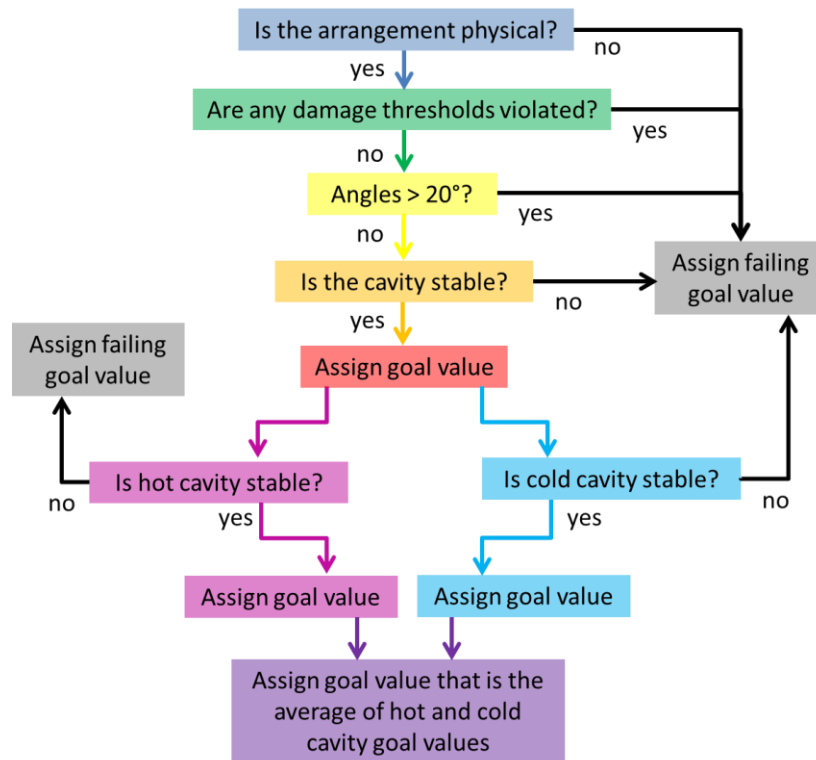 Is the arrangement physical?
no
yes
Are any damage thresholds violated?
yes
no
Angles > 20°?
yes
no
Assign failing
goal value
Is the cavity stable?
no
yes
Assign failing
goal value
Assign goal value
Is hot cavity stable?
Is cold cavity stable?
no
yes
yes
no
Assign goal value
Assign goal value
Assign goal value that is the
average of hot and cold
cavity goal values